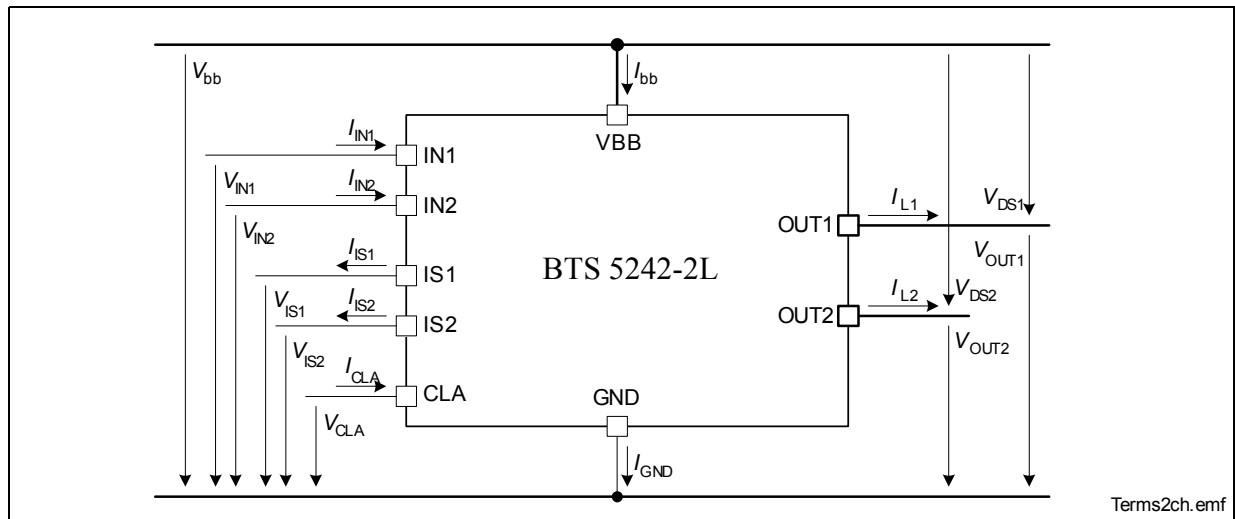 Vbb
Ibb
VBB
IIN1
IN1
VIN1
IIN2
IN2
VIN2
IIS1
IS1
VIS1
IIS2
IS2
VIS2
ICLA
CLA
VCLA
BTS 5242-2L
OUT1
IL1
VDS1
VOUT1
OUT2
IL2
VDS2
VOUT2
GND
IGND
Terms2ch.emf